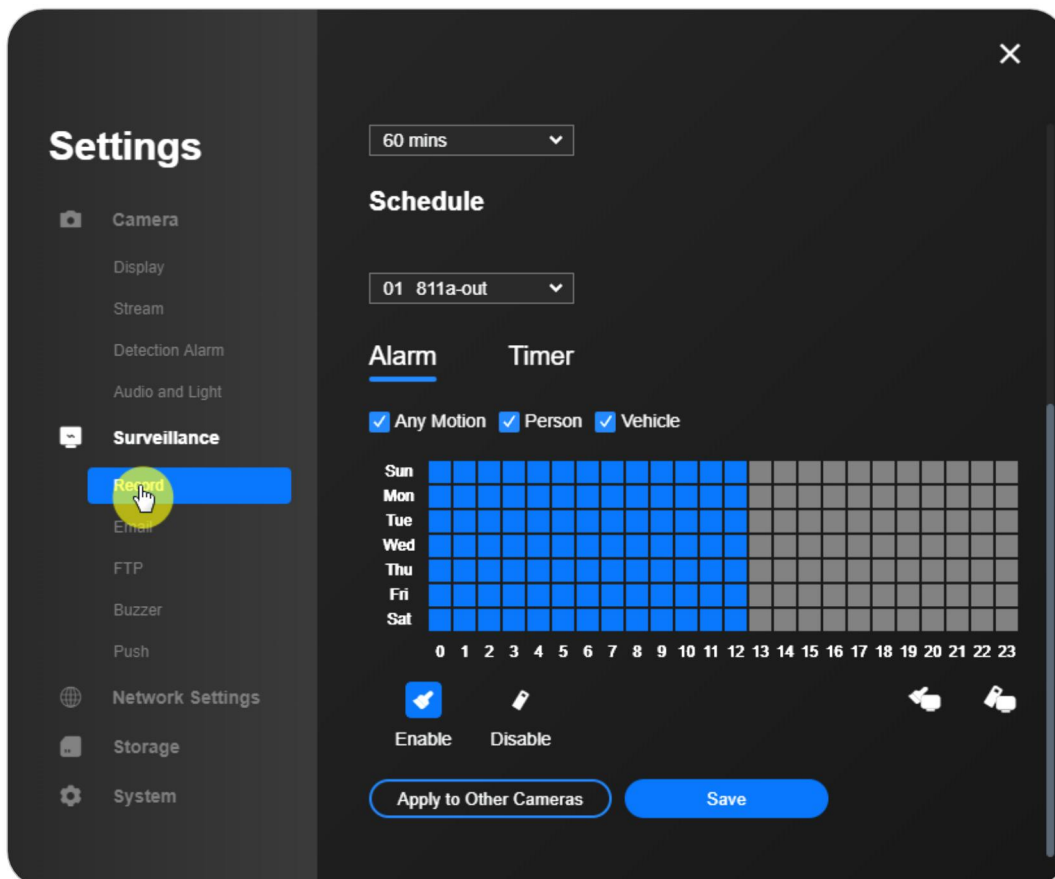 Settings
Camera
Display
Stream
Detection Alarm
Audio and Light
Surveillance
Record
Email
FTP
Buzzer
Push
Network Settings
Storage
System
60 mins
Schedule
01 811a-out
Alarm Timer
Any Motion Person Vehicle
Sun
Mon
Tue
Wed
Thu
Fri
Sat
0 1 2 3 4 5 6 7 8 9 10 11 12 13 14 15 16 17 18 19 20 21 22 23
Enable Disable
Apply to Other Cameras Save